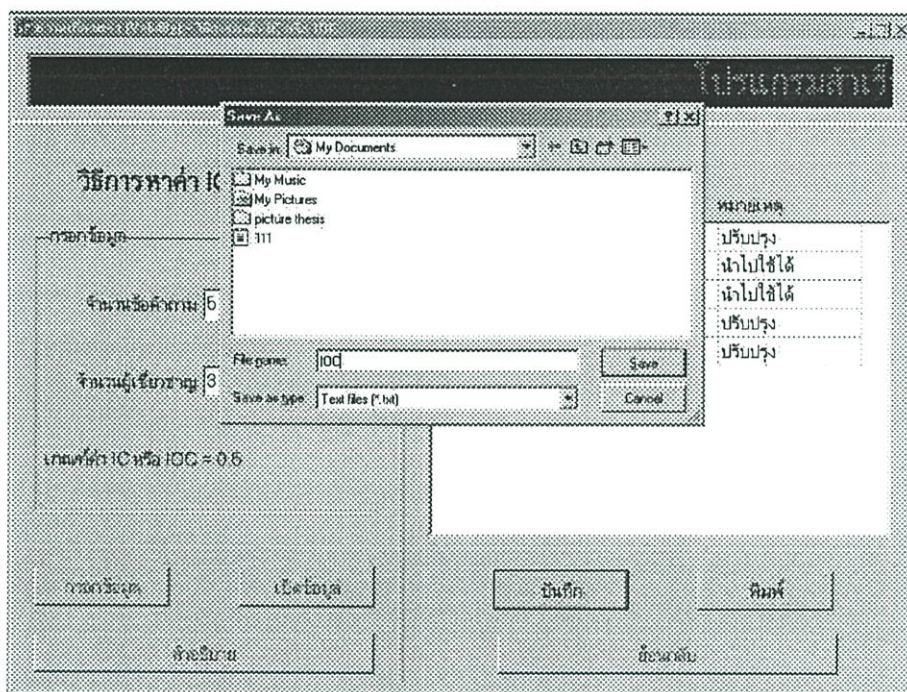 โปรแกรมสำเร็
Save As
Save in: My Documents
วิธีการหาค่า IC
My Music
My Pictures
picture thesis
111
หมายเหตุ
กรอกข้อมูล
ปรับปรุง
นำไปใช้ได้
นำไปใช้ได้
ปรับปรุง
ปรับปรุง
จำนวนข้อคำถาม 5
File name: IOC
Save
จำนวนผู้เชี่ยวชาญ 3
Save as type: Text files (*.txt)
Cancel
เกณฑ์ค่า IC หรือ IOC = 0.5
กรอกข้อมูล
เปิดข้อมูล
บันทึก
พิมพ์
คำอธิบาย
ย้อนกลับ